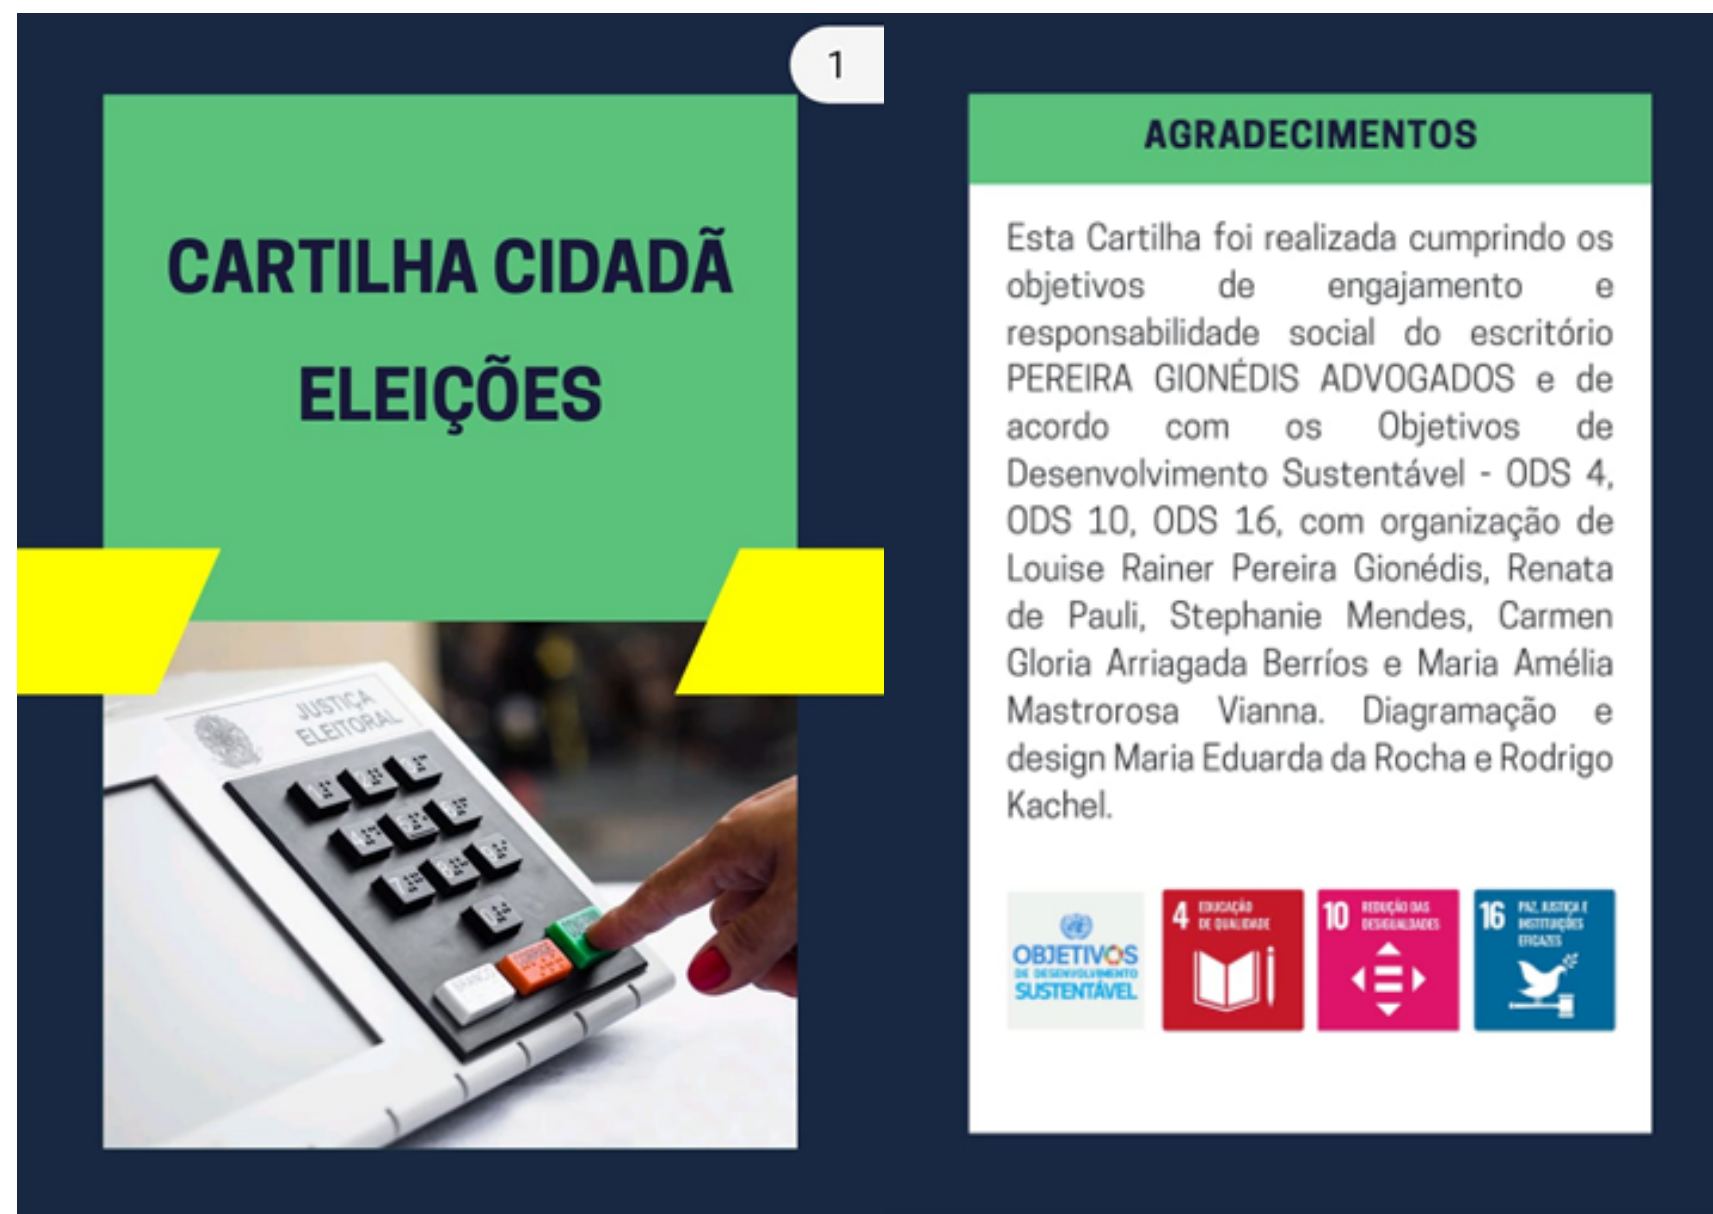 1
CARTILHA CIDADÃ
ELEIÇÕES
JUSTIÇA
ELEITORAL
BRANCO
AGRADECIMENTOS
Esta Cartilha foi realizada cumprindo os
objetivos de engajamento e
responsabilidade social do escritório
PEREIRA GIONÉDIS ADVOGADOS e de
acordo com os Objetivos de
Desenvolvimento Sustentável - ODS 4,
ODS 10, ODS 16, com organização de
Louise Rainer Pereira Gionédis, Renata
de Pauli, Stephanie Mendes, Carmen
Gloria Arriagada Berríos e Maria Amélia
Mastrorosa Vianna. Diagramação e
design Maria Eduarda da Rocha e Rodrigo
Kachel.
OBJETIVOS
DE DESENVOLVIMENTO
SUSTENTÁVEL
4 EDUCAÇÃO
DE QUALIDADE
10 REDUÇÃO DAS
DESIGUALDADES
16 PAZ, JUSTIÇA E
INSTITUIÇÕES
EFICAZES